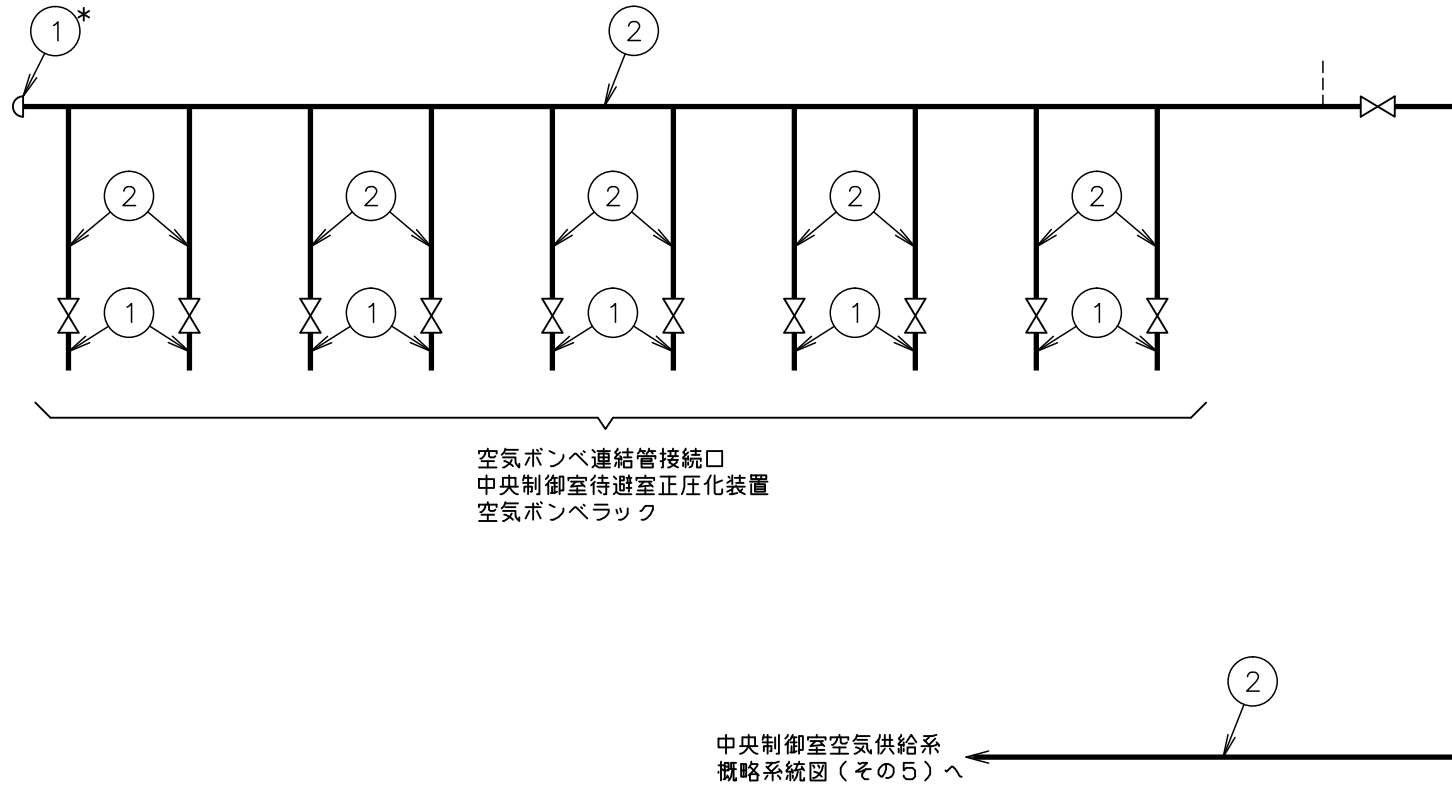 1* 2
2 2 2 2 2
1 1 1 1 1
空気ボンベ連結管接続口
中央制御室待避室正圧化装置
空気ボンベラック
2
中央制御室空気供給系
概略系統図（その５）へ